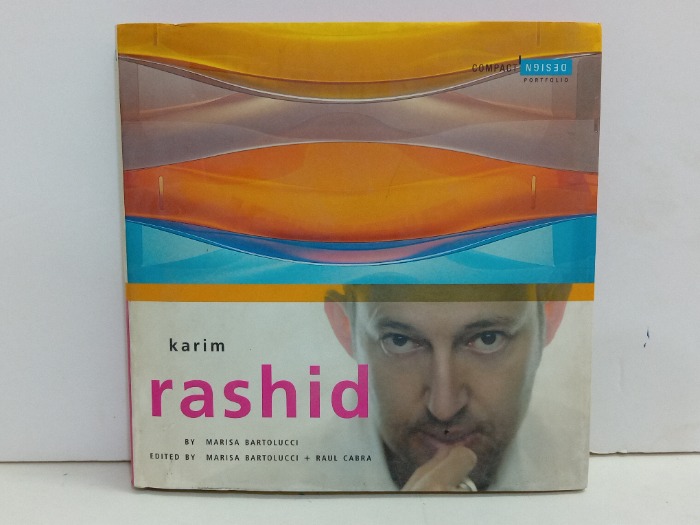 COMPACT DESIGN
PORTFOLIO
karim
rashid
BY MARISA BARTOLUCCI
EDITED BY MARISA BARTOLUCCI + RAUL CABRA